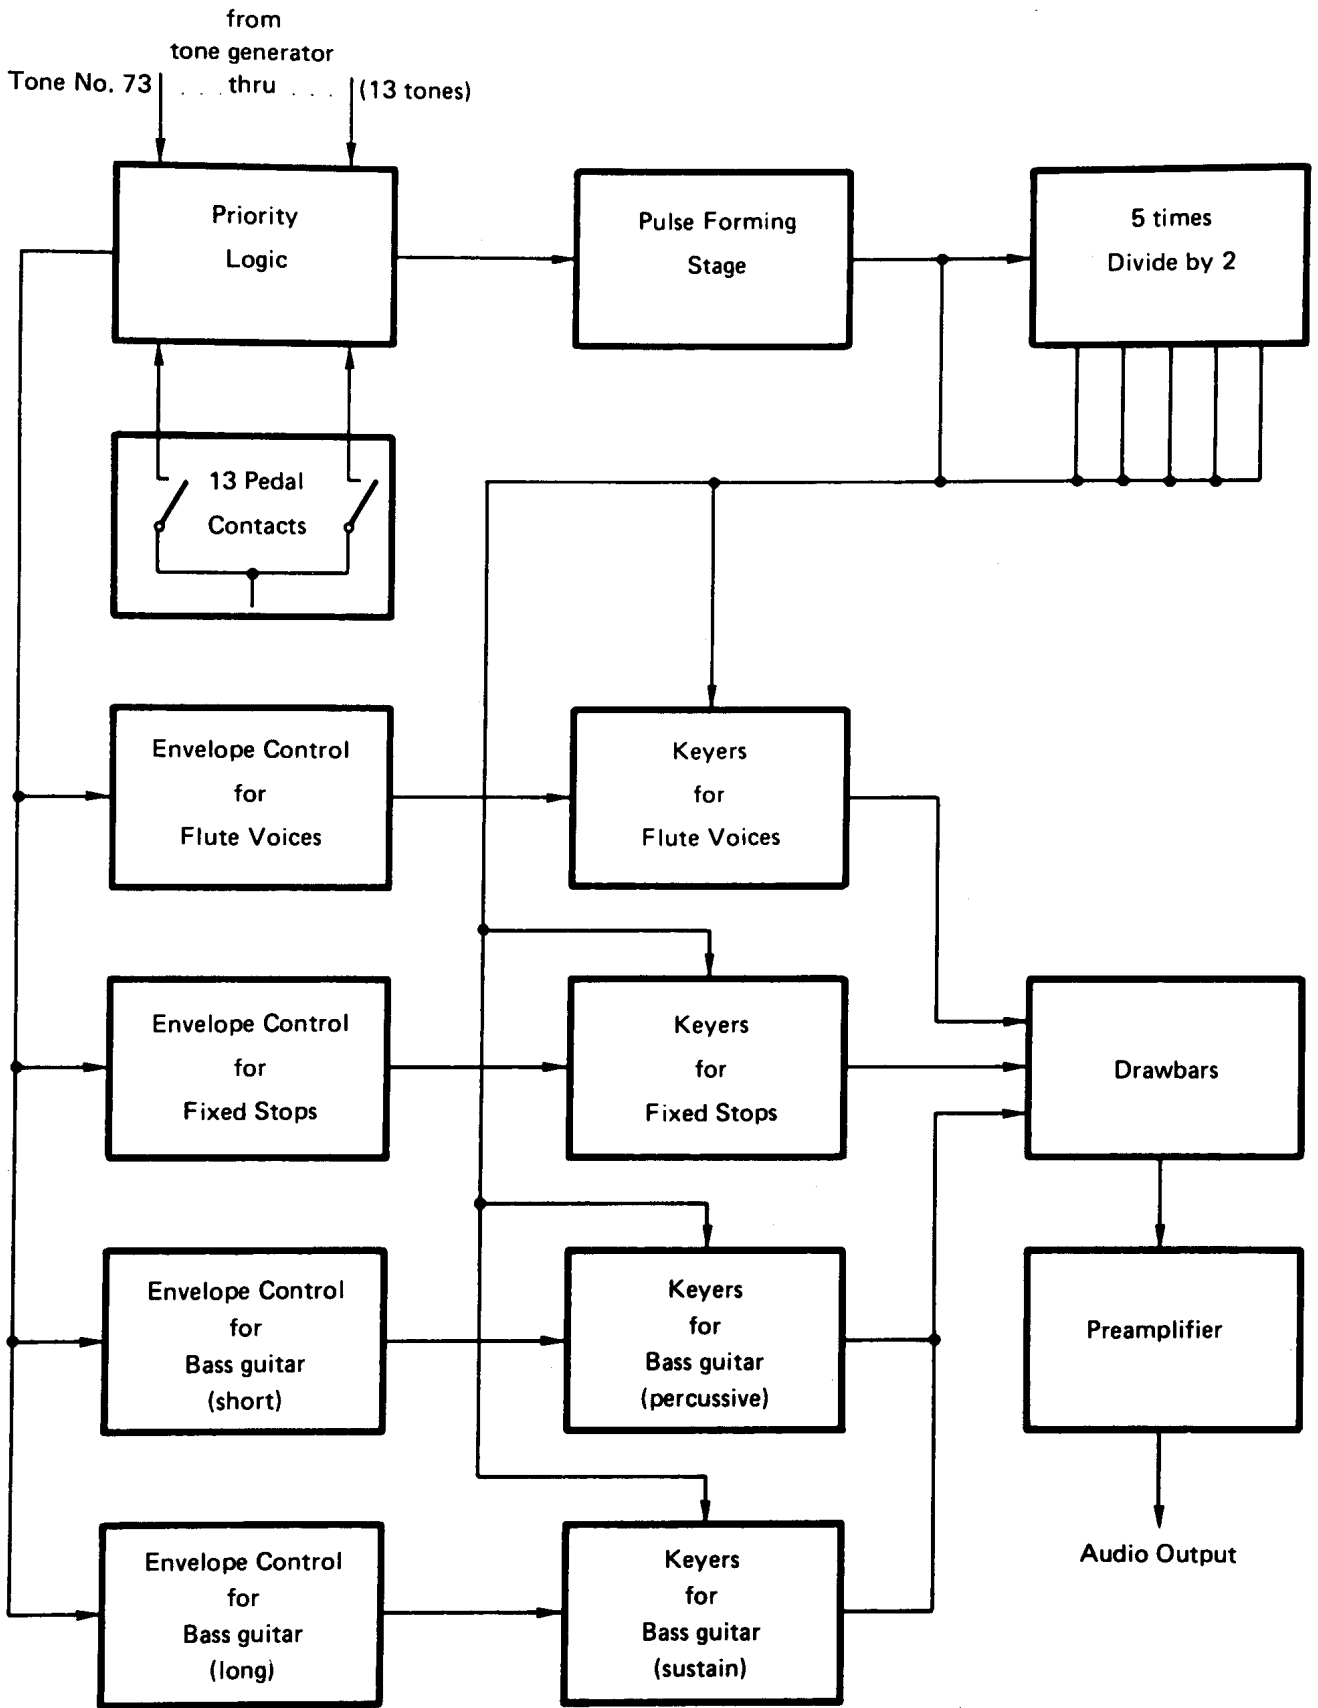 from
tone generator
Tone No. 73 . . . thru . . . (13 tones)
Priority
Logic
Pulse Forming
Stage
5 times
Divide by 2
13 Pedal
Contacts
Envelope Control
for
Flute Voices
Keyers
for
Flute Voices
Envelope Control
for
Fixed Stops
Keyers
for
Fixed Stops
Drawbars
Envelope Control
for
Bass guitar
(short)
Keyers
for
Bass guitar
(percussive)
Preamplifier
Envelope Control
for
Bass guitar
(long)
Keyers
for
Bass guitar
(sustain)
Audio Output